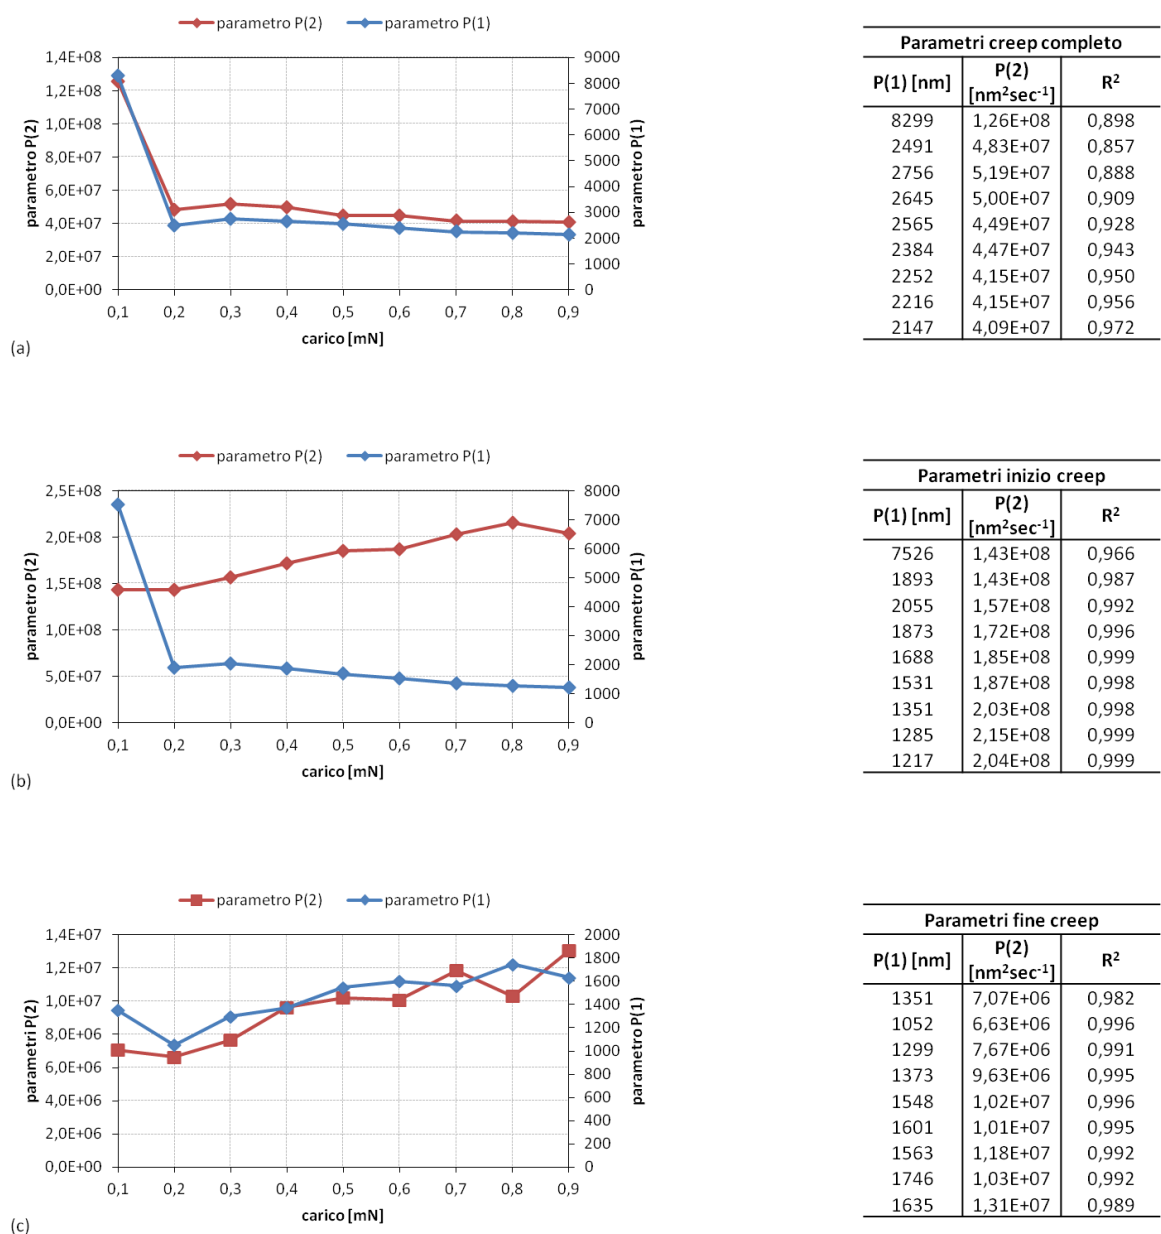 parametro P(2) parametro P(1)
1,4E+08 9000
1,2E+08 8000
1,0E+08 7000
8,0E+07 6000
6,0E+07 5000
4,0E+07 4000
2,0E+07 3000
0,0E+00 2000
1000
0
parametro P(2)
parametro P(1)
0,1 0,2 0,3 0,4 0,5 0,6 0,7 0,8 0,9
carico [mN]
(a)
Parametri creep completo
P(1) [nm] P(2) [nm²sec⁻¹] R²
8299 1,26E+08 0,898
2491 4,83E+07 0,857
2756 5,19E+07 0,888
2645 5,00E+07 0,909
2565 4,49E+07 0,928
2384 4,47E+07 0,943
2252 4,15E+07 0,950
2216 4,15E+07 0,956
2147 4,09E+07 0,972
parametro P(2) parametro P(1)
2,5E+08 8000
2,0E+08 7000
1,5E+08 6000
1,0E+08 5000
5,0E+07 4000
0,0E+00 3000
2000
1000
0
parametro P(2)
parametro P(1)
0,1 0,2 0,3 0,4 0,5 0,6 0,7 0,8 0,9
carico [mN]
(b)
Parametri inizio creep
P(1) [nm] P(2) [nm²sec⁻¹] R²
7526 1,43E+08 0,966
1893 1,43E+08 0,987
2055 1,57E+08 0,992
1873 1,72E+08 0,996
1688 1,85E+08 0,999
1531 1,87E+08 0,998
1351 2,03E+08 0,998
1285 2,15E+08 0,999
1217 2,04E+08 0,999
parametro P(2) parametro P(1)
1,4E+07 2000
1,2E+07 1800
1,0E+07 1600
8,0E+06 1400
6,0E+06 1200
4,0E+06 1000
2,0E+06 800
0,0E+00 600
400
200
0
parametri P(2)
parametro P(1)
0,1 0,2 0,3 0,4 0,5 0,6 0,7 0,8 0,9
carico [mN]
(c)
Parametri fine creep
P(1) [nm] P(2) [nm²sec⁻¹] R²
1351 7,07E+06 0,982
1052 6,63E+06 0,996
1299 7,67E+06 0,991
1373 9,63E+06 0,995
1548 1,02E+07 0,996
1601 1,01E+07 0,995
1563 1,18E+07 0,992
1746 1,03E+07 0,992
1635 1,31E+07 0,989